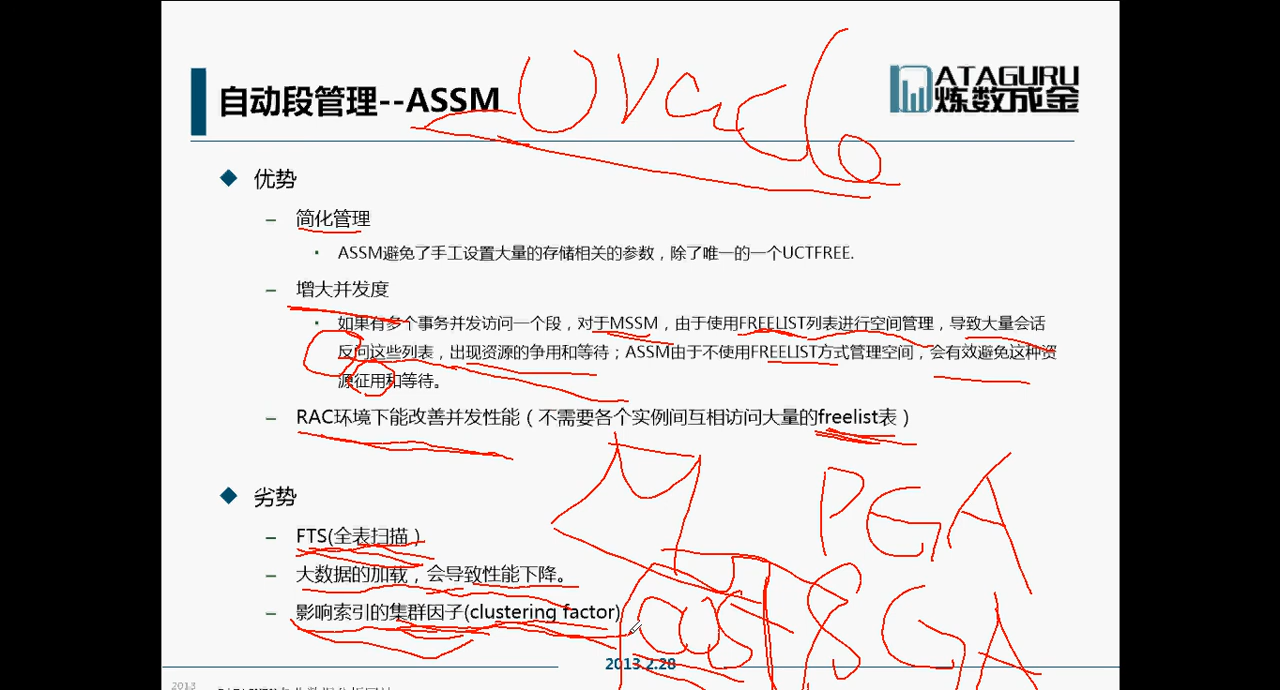 自动段管理--ASSM
Oracle
ATAGURU
炼数成金
优势
– 简化管理
· ASSM避免了手工设置大量的存储相关的参数，除了唯一的一个UCTFREE.
– 增大并发度
· 如果有多个事务并发访问一个段，对于MSSM，由于使用FREELIST列表进行空间管理，导致大量会话
反问这些列表，出现资源的争用和等待；ASSM由于不使用FREELIST方式管理空间，会有效避免这种资
源征用和等待。
– RAC环境下能改善并发性能（不需要各个实例间互相访问大量的freelist表）
劣势
PGA
– FTS(全表扫描）
– 大数据的加载，会导致性能下降。
– 影响索引的集群因子(clustering factor)
cost
SGA
2013.2.28
2013